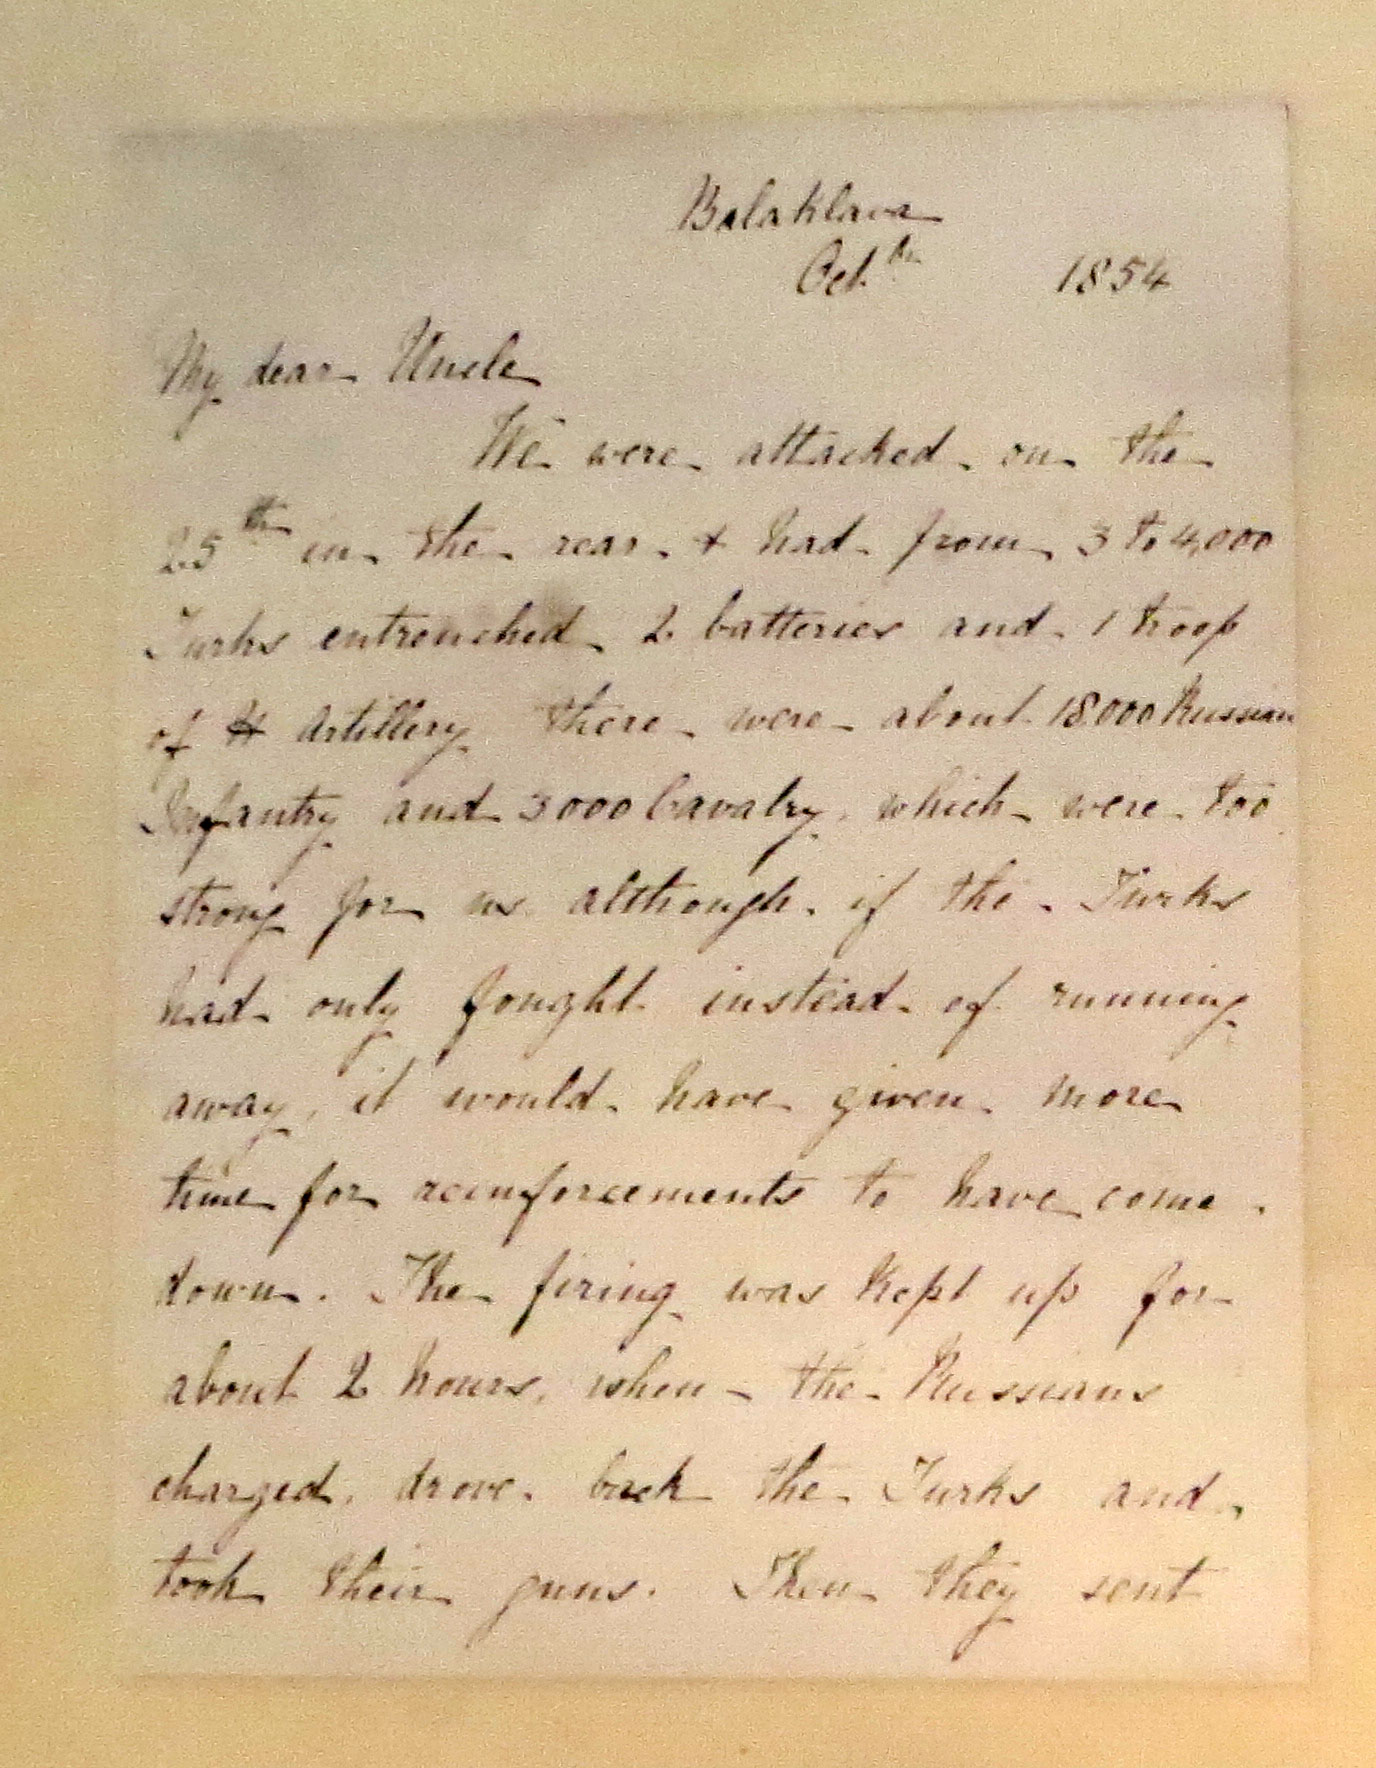 Balaklava
Oct. th 1854
My dear Uncle
We were attacked on the
25th in the rear & had from 3 to 4,000
Turks entrenched 2 batteries and 1 troop
of H Artillery there were about 18000 Russian
Infantry and 3000 Cavalry, which were too
strong for us although if the Turks
had only fought instead of running
away, it would have given more
time for reinforcements to have come
down. The firing was kept up for
about 2 hours, when the Russians
charged, drove back the Turks and
took their guns. Then they sent